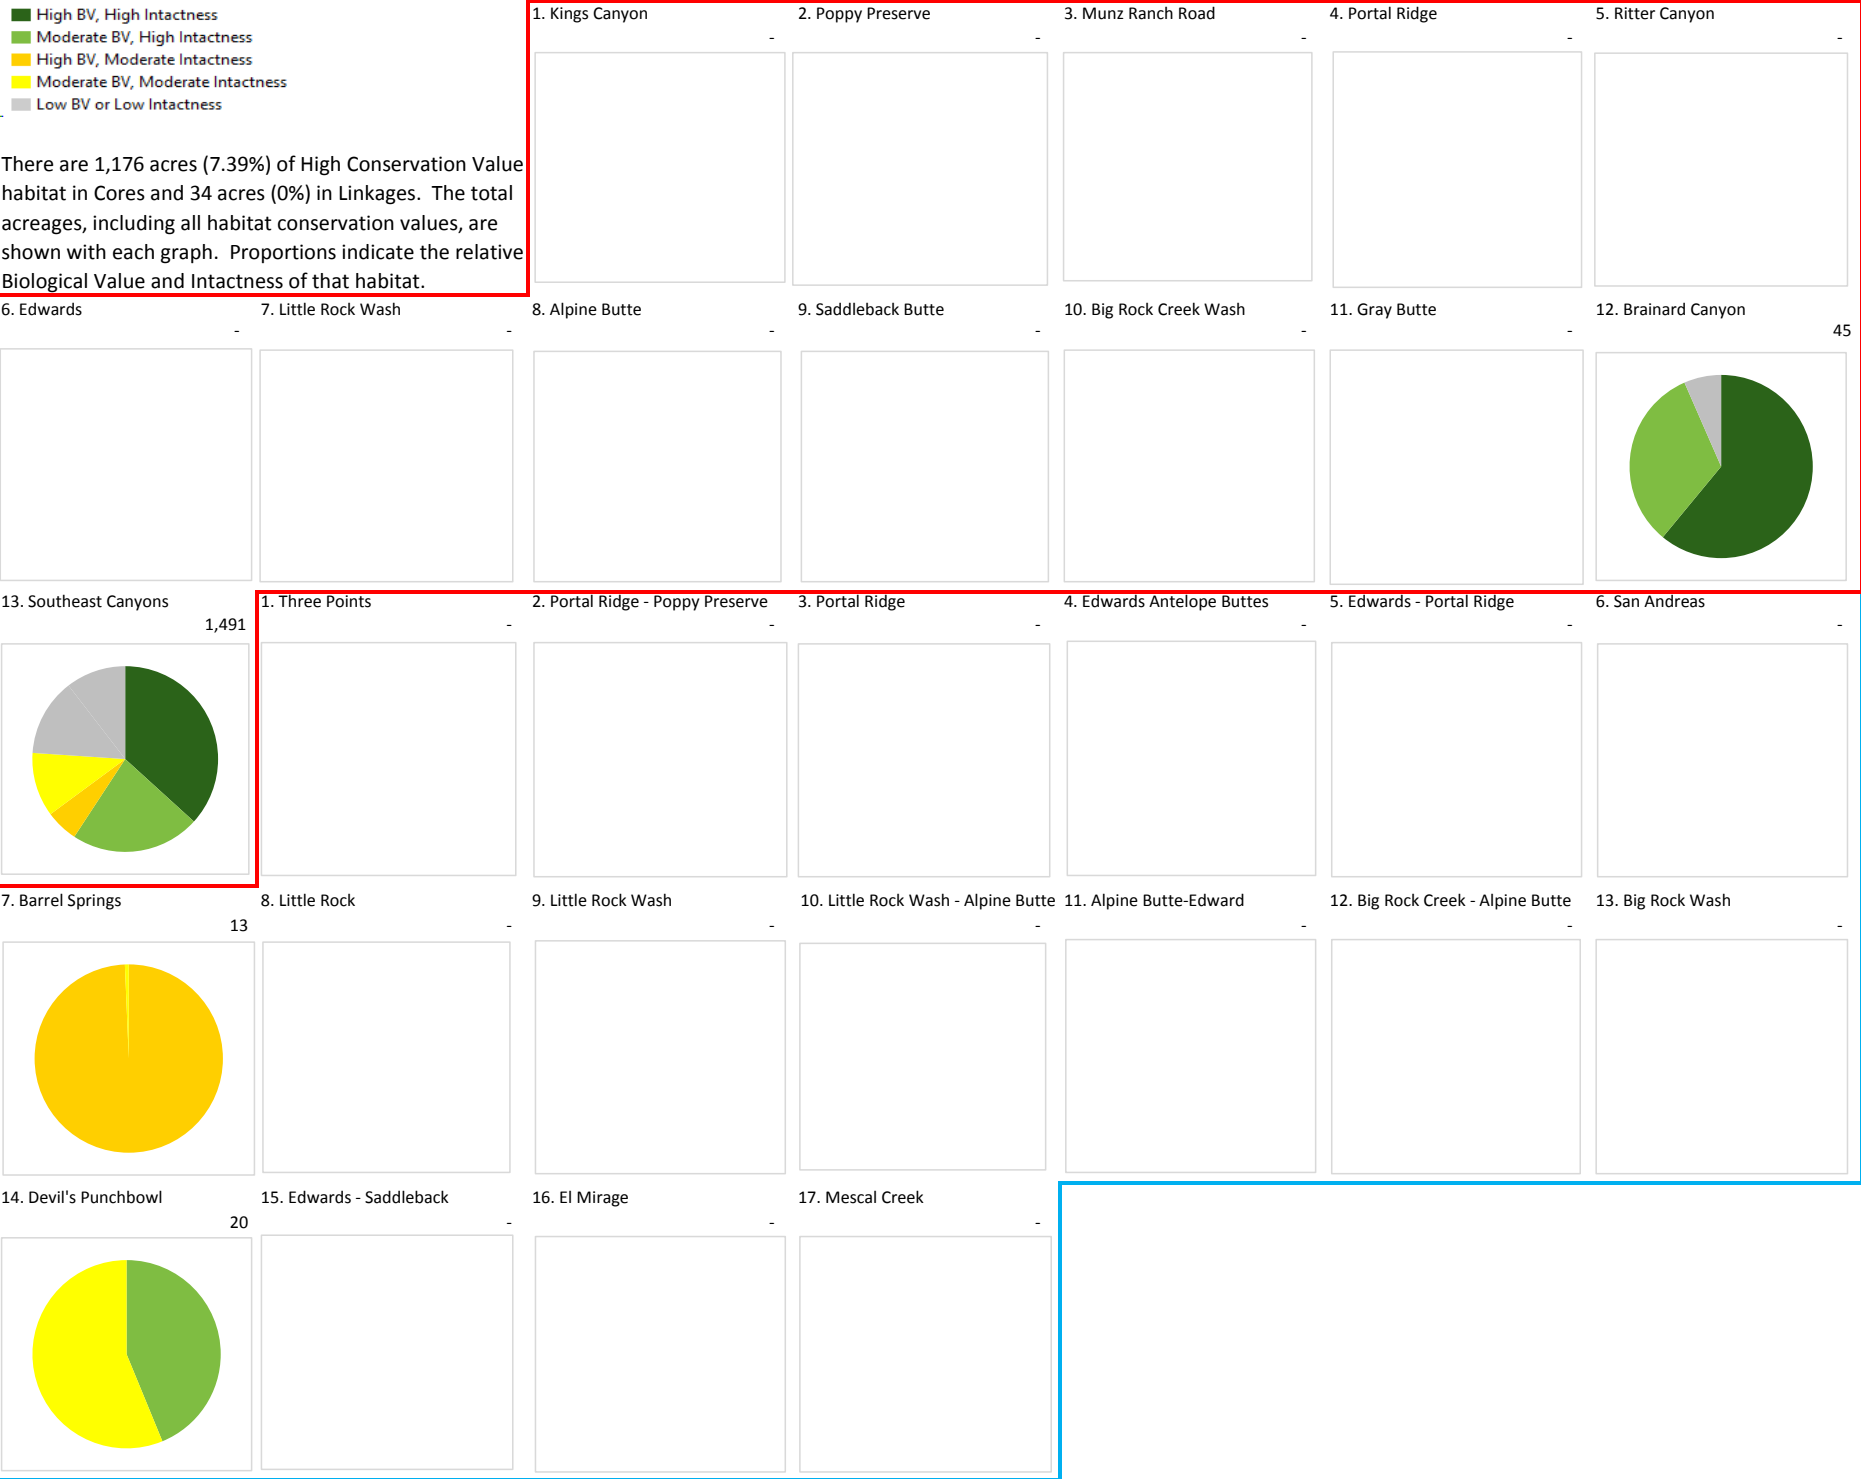 High BV, High Intactness
Moderate BV, High Intactness
High BV, Moderate Intactness
Moderate BV, Moderate Intactness
Low BV or Low Intactness
There are 1,176 acres (7.39%) of High Conservation Value
habitat in Cores and 34 acres (0%) in Linkages.  The total
acreages, including all habitat conservation values, are
shown with each graph.  Proportions indicate the relative
Biological Value and Intactness of that habitat.
1. Kings Canyon
-
2. Poppy Preserve
-
3. Munz Ranch Road
-
4. Portal Ridge
-
5. Ritter Canyon
-
6. Edwards
-
7. Little Rock Wash
-
8. Alpine Butte
-
9. Saddleback Butte
-
10. Big Rock Creek Wash
-
11. Gray Butte
-
12. Brainard Canyon
45
13. Southeast Canyons
1,491
1. Three Points
-
2. Portal Ridge - Poppy Preserve
-
3. Portal Ridge
-
4. Edwards Antelope Buttes
-
5. Edwards - Portal Ridge
-
6. San Andreas
-
7. Barrel Springs
13
8. Little Rock
-
9. Little Rock Wash
-
10. Little Rock Wash - Alpine Butte
-
11. Alpine Butte-Edward
-
12. Big Rock Creek - Alpine Butte
-
13. Big Rock Wash
-
14. Devil's Punchbowl
20
15. Edwards - Saddleback
-
16. El Mirage
-
17. Mescal Creek
-